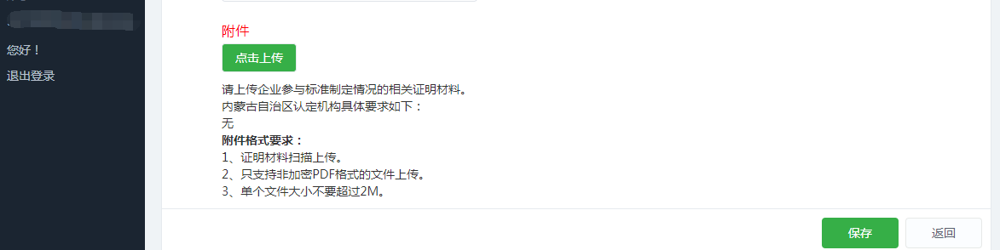 附件
点击上传
您好！
退出登录
请上传企业参与标准制定情况的相关证明材料。
内蒙古自治区认定机构具体要求如下：
无
附件格式要求：
1、证明材料扫描上传。
2、只支持非加密PDF格式的文件上传。
3、单个文件大小不要超过2M。
保存
返回